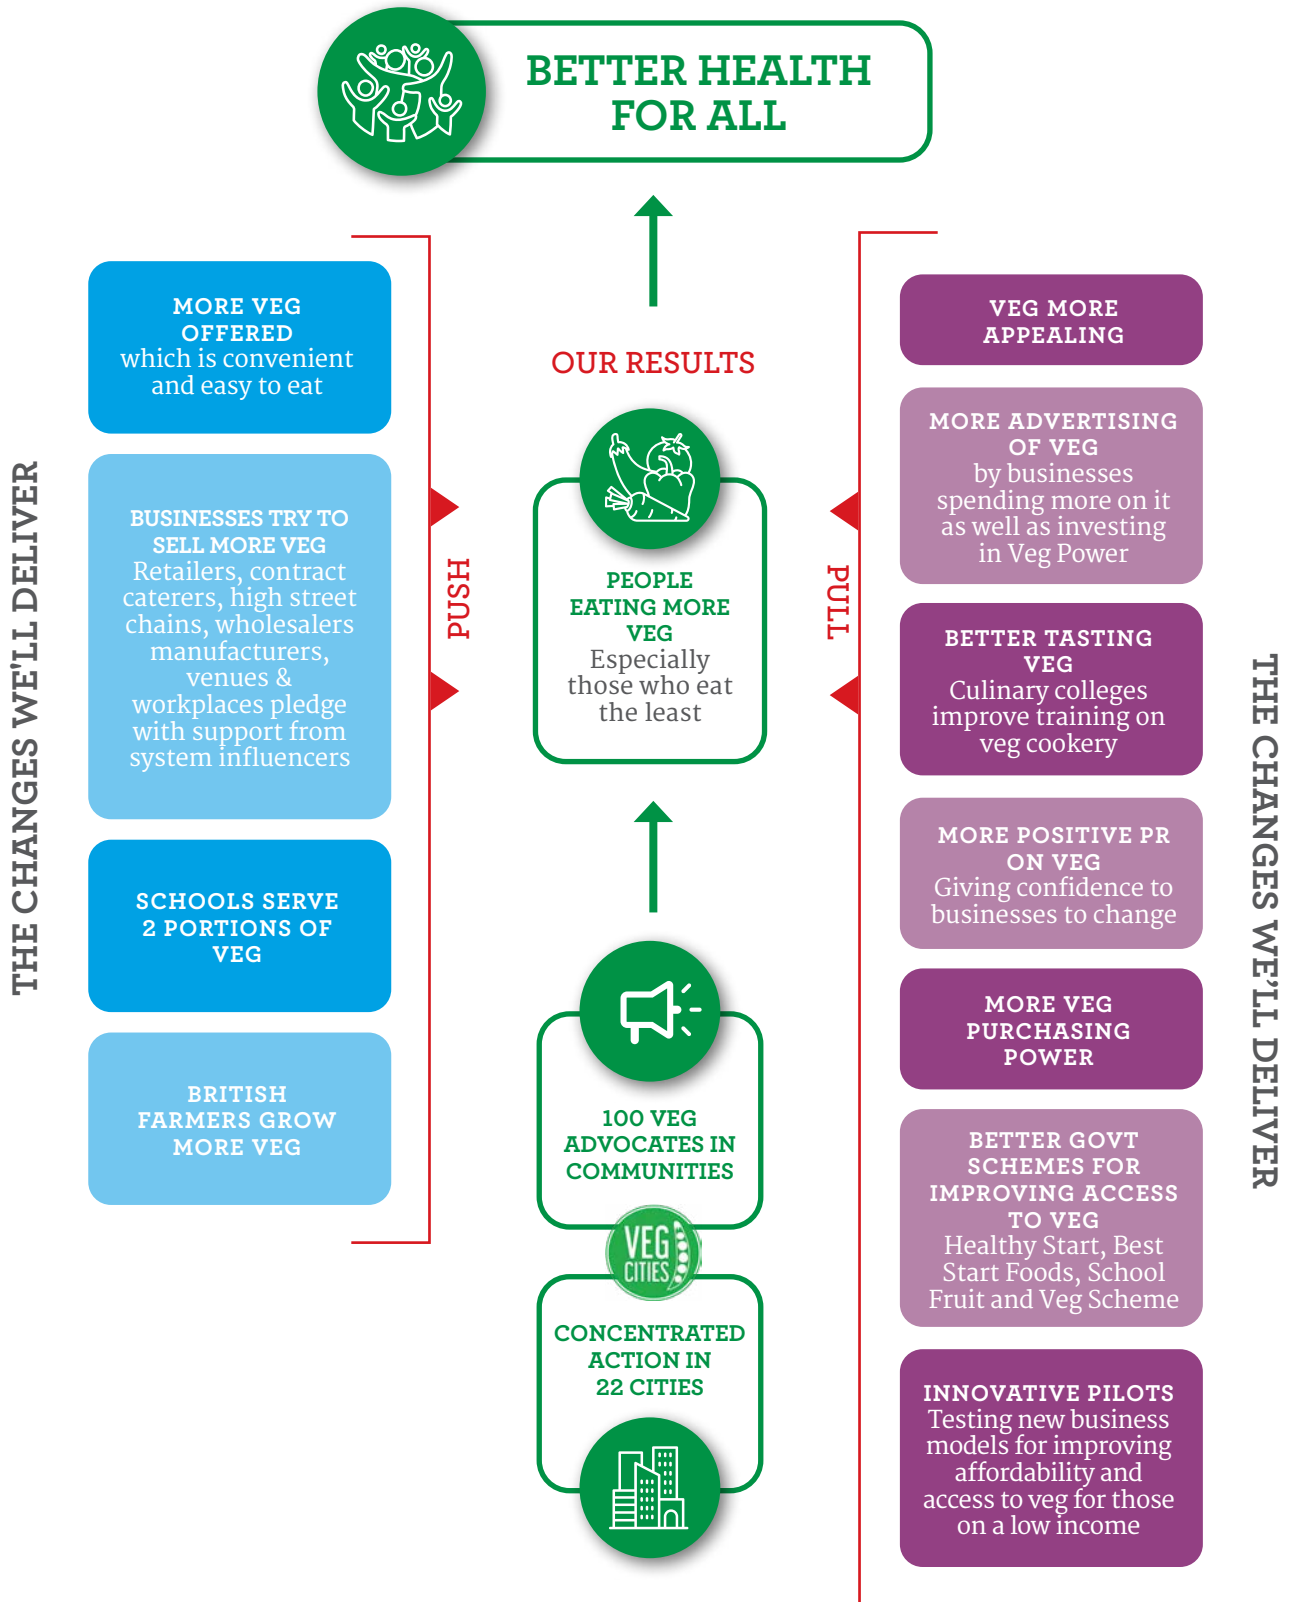 BETTER HEALTH
FOR ALL
THE CHANGES WE'LL DELIVER
MORE VEG
OFFERED
which is convenient
and easy to eat
BUSINESSES TRY TO
SELL MORE VEG
Retailers, contract
caterers, high street
chains, wholesalers
manufacturers,
venues &
workplaces pledge
with support from
system influencers
SCHOOLS SERVE
2 PORTIONS OF
VEG
BRITISH
FARMERS GROW
MORE VEG
PUSH
OUR RESULTS
PEOPLE
EATING MORE
VEG
Especially
those who eat
the least
100 VEG
ADVOCATES IN
COMMUNITIES
VEG
CITIES
CONCENTRATED
ACTION IN
22 CITIES
PULL
VEG MORE
APPEALING
MORE ADVERTISING
OF VEG
by businesses
spending more on it
as well as investing
in Veg Power
BETTER TASTING
VEG
Culinary colleges
improve training on
veg cookery
MORE POSITIVE PR
ON VEG
Giving confidence to
businesses to change
MORE VEG
PURCHASING
POWER
BETTER GOVT
SCHEMES FOR
IMPROVING ACCESS
TO VEG
Healthy Start, Best
Start Foods, School
Fruit and Veg Scheme
INNOVATIVE PILOTS
Testing new business
models for improving
affordability and
access to veg for those
on a low income
THE CHANGES WE'LL DELIVER